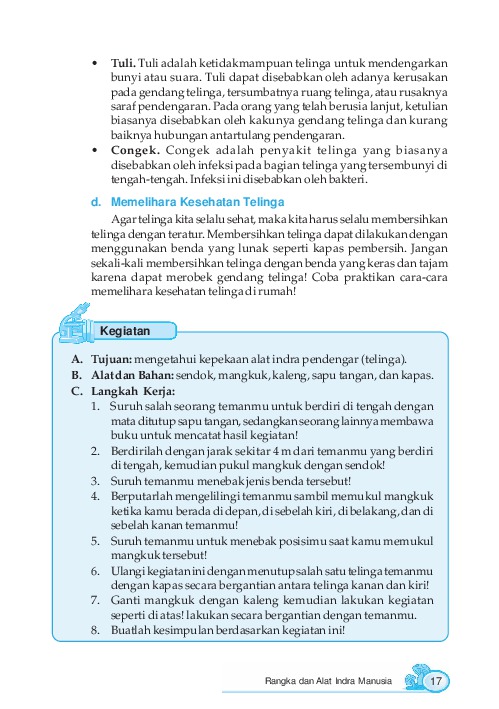 • Tuli. Tuli adalah ketidakmampuan telinga untuk mendengarkan
bunyi atau suara. Tuli dapat disebabkan oleh adanya kerusakan
pada gendang telinga, tersumbatnya ruang telinga, atau rusaknya
saraf pendengaran. Pada orang yang telah berusia lanjut, ketulian
biasanya disebabkan oleh kakunya gendang telinga dan kurang
baiknya hubungan antartulang pendengaran.
• Congek. Congek adalah penyakit telinga yang biasanya
disebabkan oleh infeksi pada bagian telinga yang tersembunyi di
tengah-tengah. Infeksi ini disebabkan oleh bakteri.
d. Memelihara Kesehatan Telinga
Agar telinga kita selalu sehat, maka kita harus selalu membersihkan
telinga dengan teratur. Membersihkan telinga dapat dilakukan dengan
menggunakan benda yang lunak seperti kapas pembersih. Jangan
sekali-kali membersihkan telinga dengan benda yang keras dan tajam
karena dapat merobek gendang telinga! Coba praktikan cara-cara
memelihara kesehatan telinga di rumah!
Kegiatan
A. Tujuan: mengetahui kepekaan alat indra pendengar (telinga).
B. Alat dan Bahan: sendok, mangkuk, kaleng, sapu tangan, dan kapas.
C. Langkah Kerja:
1. Suruh salah seorang temanmu untuk berdiri di tengah dengan
mata ditutup sapu tangan, sedangkan seorang lainnya membawa
buku untuk mencatat hasil kegiatan!
2. Berdirilah dengan jarak sekitar 4 m dari temanmu yang berdiri
di tengah, kemudian pukul mangkuk dengan sendok!
3. Suruh temanmu menebak jenis benda tersebut!
4. Berputarlah mengelilingi temanmu sambil memukul mangkuk
ketika kamu berada di depan, di sebelah kiri, di belakang, dan di
sebelah kanan temanmu!
5. Suruh temanmu untuk menebak posisimu saat kamu memukul
mangkuk tersebut!
6. Ulangi kegiatan ini dengan menutup salah satu telinga temanmu
dengan kapas secara bergantian antara telinga kanan dan kiri!
7. Ganti mangkuk dengan kaleng kemudian lakukan kegiatan
seperti di atas! lakukan secara bergantian dengan temanmu.
8. Buatlah kesimpulan berdasarkan kegiatan ini!
Rangka dan Alat Indra Manusia 17